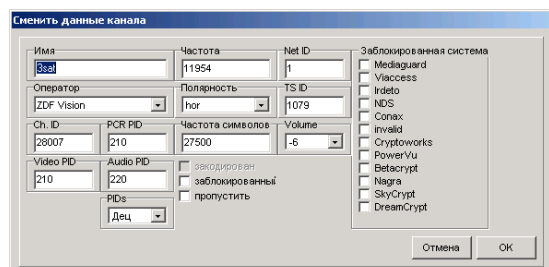 Сменить данные канала
Имя
3sat
Частота
11954
Net ID
1
Оператор
ZDF Vision
Полярность
hor
TS ID
1079
Ch. ID
28007
PCR PID
210
Частота символов
27500
Volume
-6
Video PID
210
Audio PID
220
PIDs
Дец
закодирован
заблокированный
пропустить
Заблокированная система
Mediaguard
Viaccess
Irdeto
NDS
Conax
invalid
Cryptoworks
PowerVu
Betacrypt
Nagra
SkyCrypt
DreamCrypt
Отмена
OK